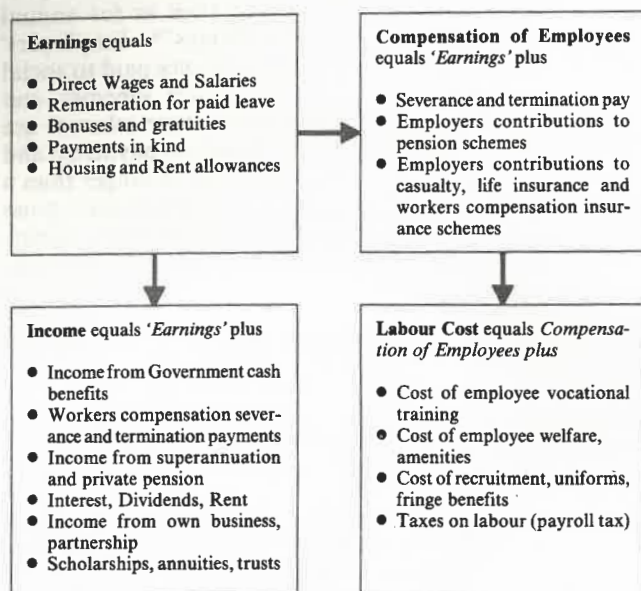 Earnings equals
● Direct Wages and Salaries
● Remuneration for paid leave
● Bonuses and gratuities
● Payments in kind
● Housing and Rent allowances
Compensation of Employees
equals 'Earnings' plus
● Severance and termination pay
● Employers contributions to
pension schemes
● Employers contributions to
casualty, life insurance and
workers compensation insur-
ance schemes
Income equals 'Earnings' plus
● Income from Government cash
benefits
● Workers compensation sever-
ance and termination payments
● Income from superannuation
and private pension
● Interest, Dividends, Rent
● Income from own business,
partnership
● Scholarships, annuities, trusts
Labour Cost equals Compensa-
tion of Employees plus
● Cost of employee vocational
training
● Cost of employee welfare,
amenities
● Cost of recruitment, uniforms,
fringe benefits
● Taxes on labour (payroll tax)